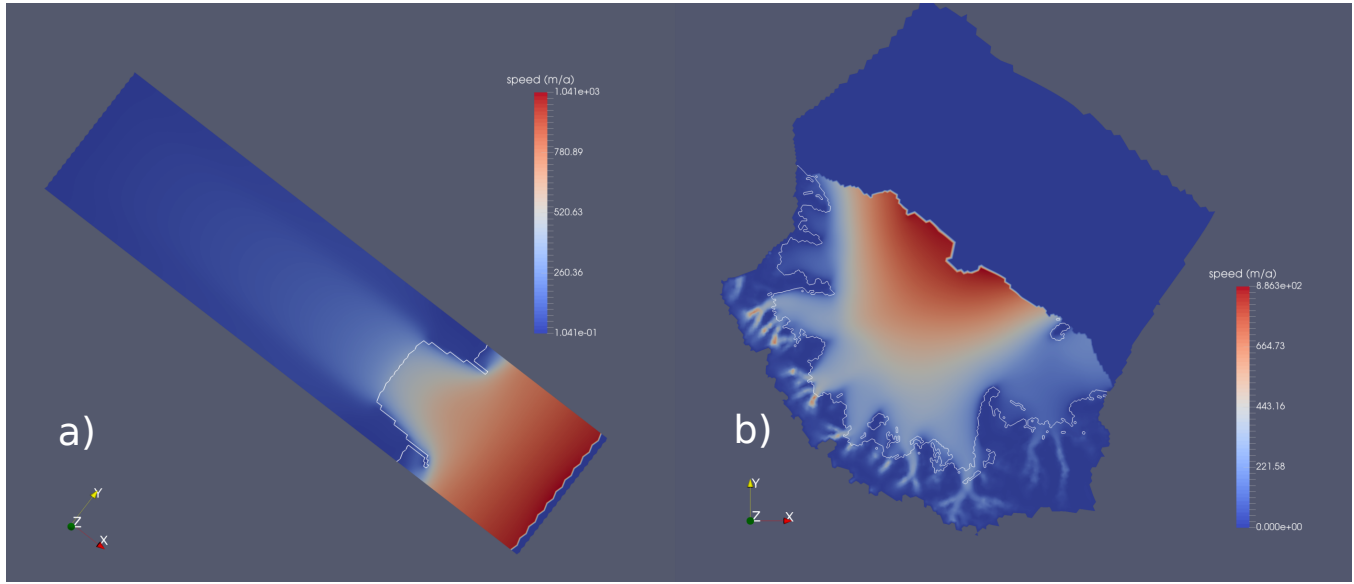 speed (m/a)
1.041e+03
780.89
520.63
260.36
1.041e-01
a)
Y
Z
X
speed (m/a)
8.863e+02
664.73
443.16
221.58
0.000e+00
b)
Y
Z
X